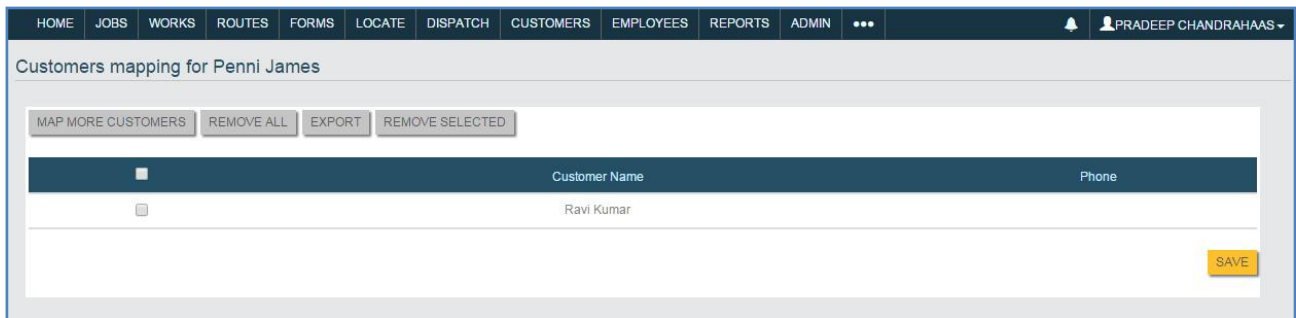 HOME JOBS WORKS ROUTES FORMS LOCATE DISPATCH CUSTOMERS EMPLOYEES REPORTS ADMIN ••• PRADEEP CHANDRAHAAS
Customers mapping for Penni James
MAP MORE CUSTOMERS REMOVE ALL EXPORT REMOVE SELECTED
Customer Name Phone
Ravi Kumar
SAVE